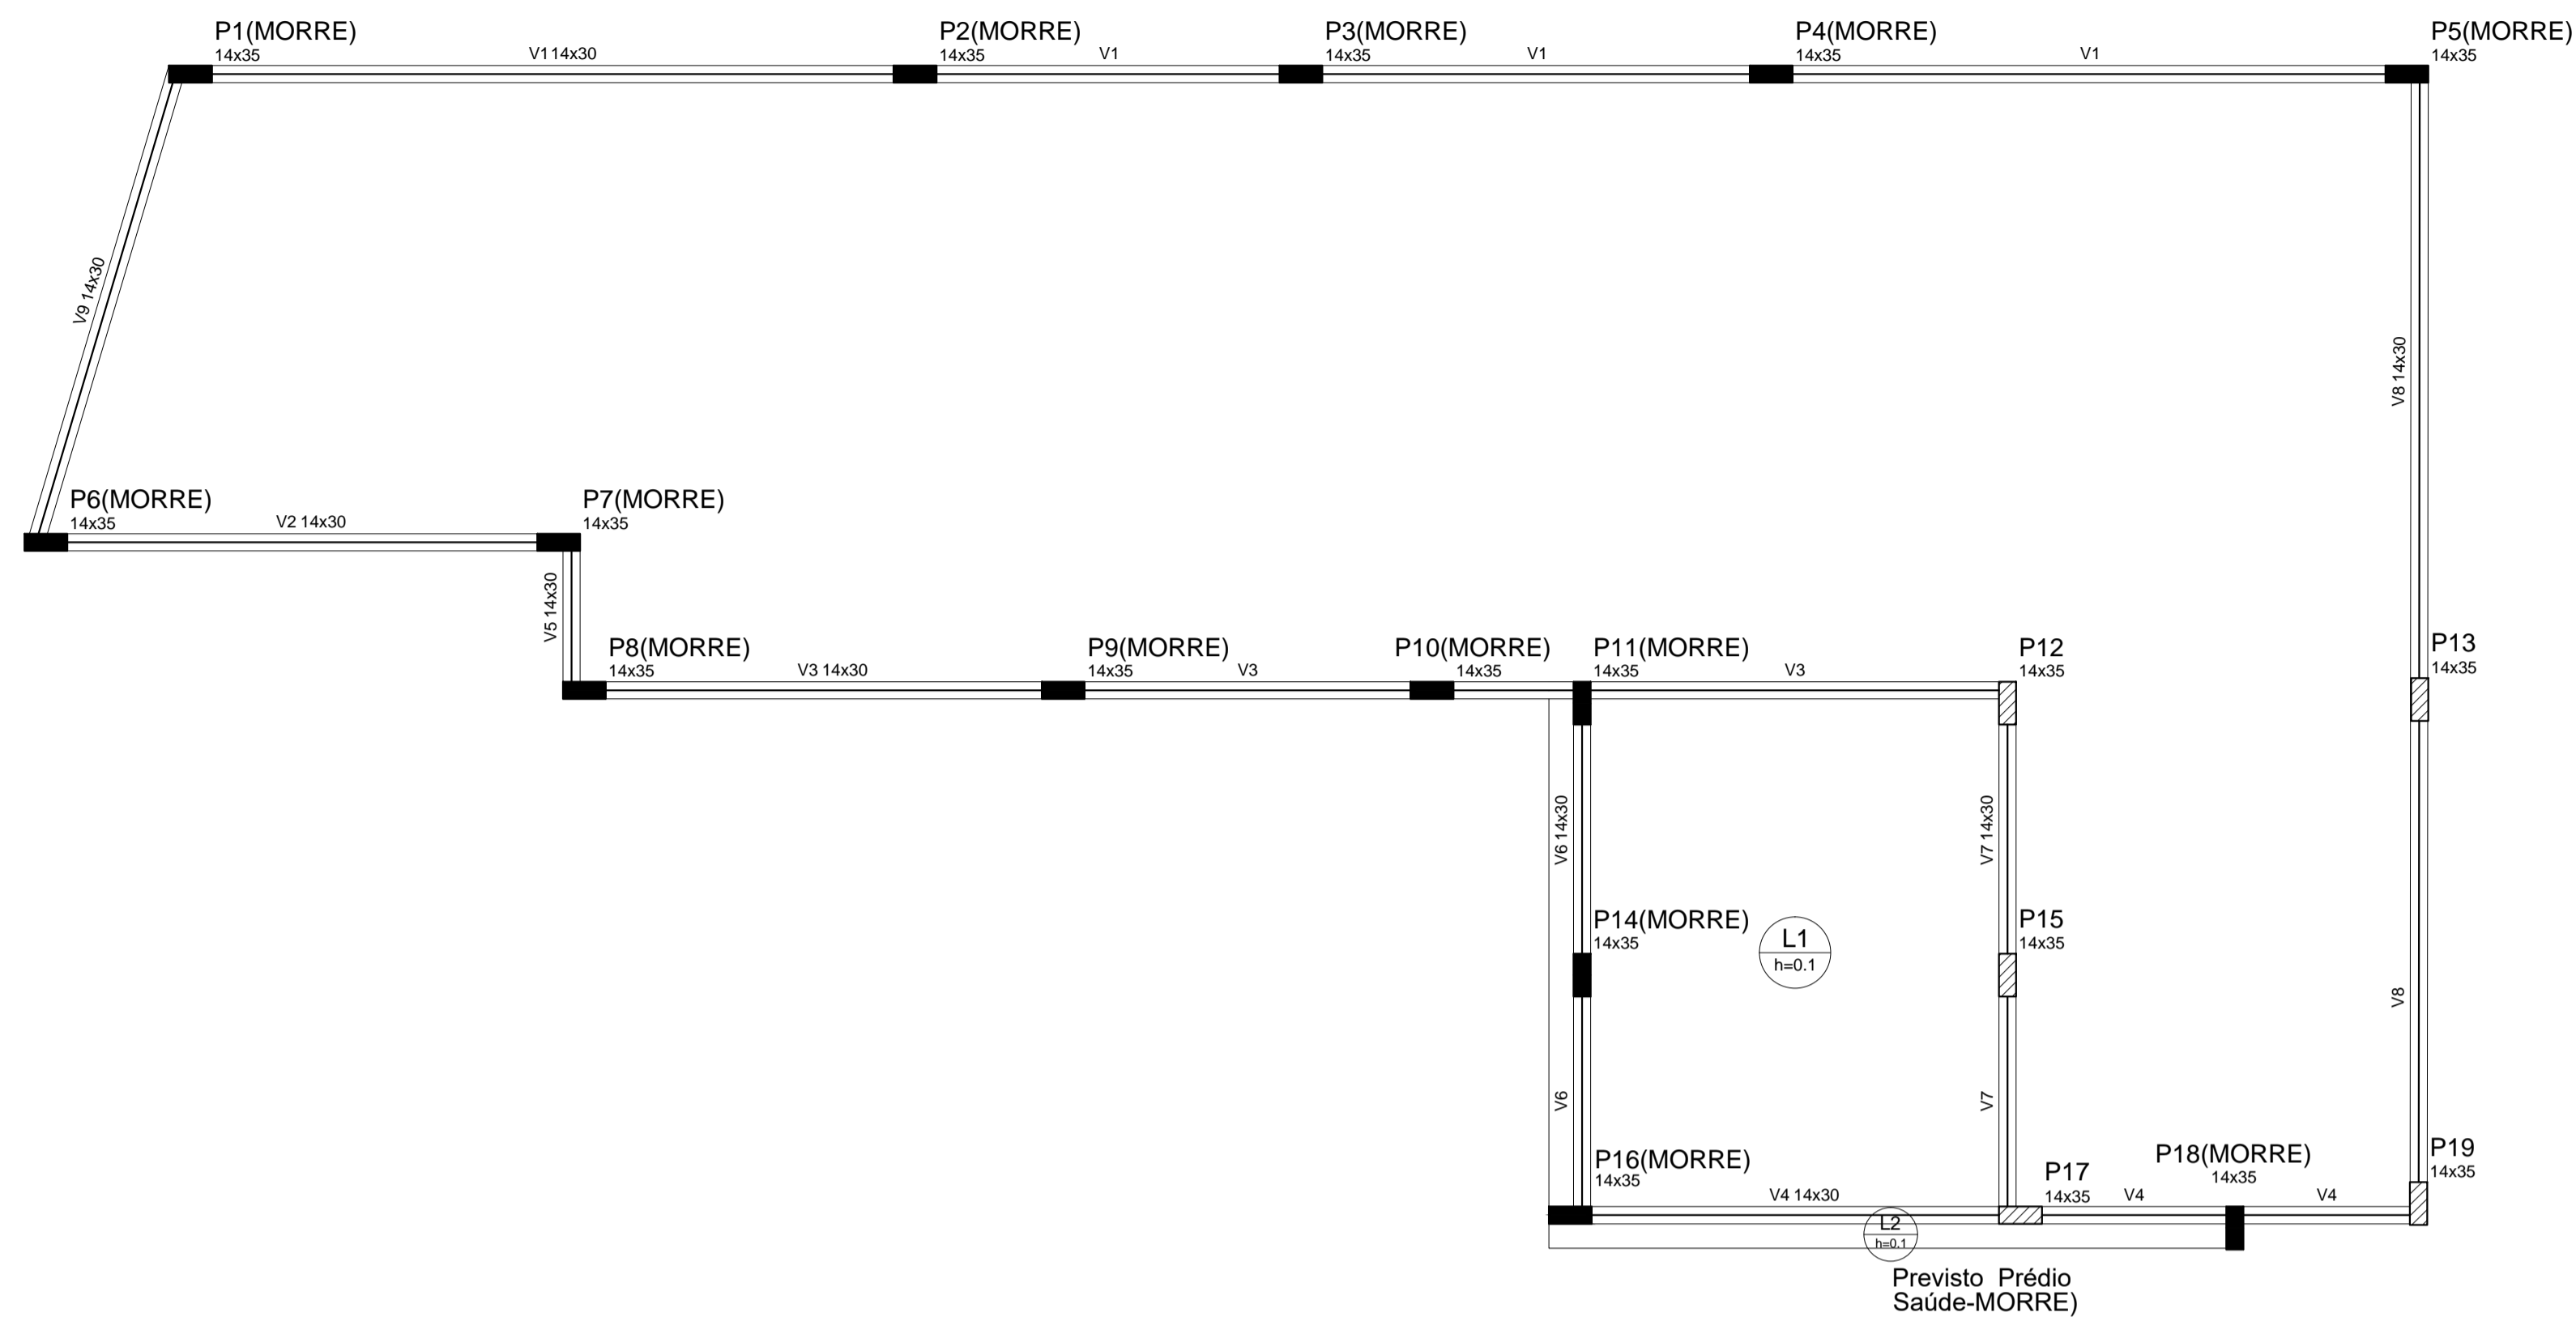 P1(MORRE)
14x35
V1 14x30
P2(MORRE)
14x35
V1
P3(MORRE)
14x35
V1
P4(MORRE)
14x35
V1
P5(MORRE)
14x35
V9 14x30
V8 14x30
P6(MORRE)
14x35
V2 14x30
P7(MORRE)
14x35
V5 14x30
P8(MORRE)
14x35
V3 14x30
P9(MORRE)
14x35
V3
P10(MORRE)
14x35
P11(MORRE)
14x35
V3
P12
14x35
P13
14x35
V6 14x30
V7 14x30
P14(MORRE)
14x35
L1
h=0.1
P15
14x35
V8
V6
V7
P16(MORRE)
14x35
V4 14x30
P17
14x35
V4
P18(MORRE)
14x35
V4
P19
14x35
L2
h=0.1
Previsto Prédio
Saúde-MORRE)